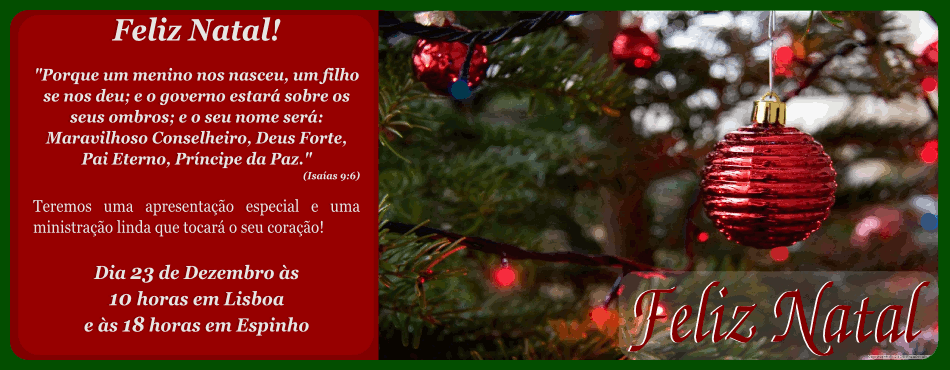 Feliz Natal!
"Porque um menino nos nasceu, um filho
se nos deu; e o governo estará sobre os
seus ombros; e o seu nome será:
Maravilhoso Conselheiro, Deus Forte,
Pai Eterno, Príncipe da Paz."
(Isaías 9:6)
Teremos uma apresentação especial e uma
ministração linda que tocará o seu coração!
Dia 23 de Dezembro às
10 horas em Lisboa
e às 18 horas em Espinho
Feliz Natal